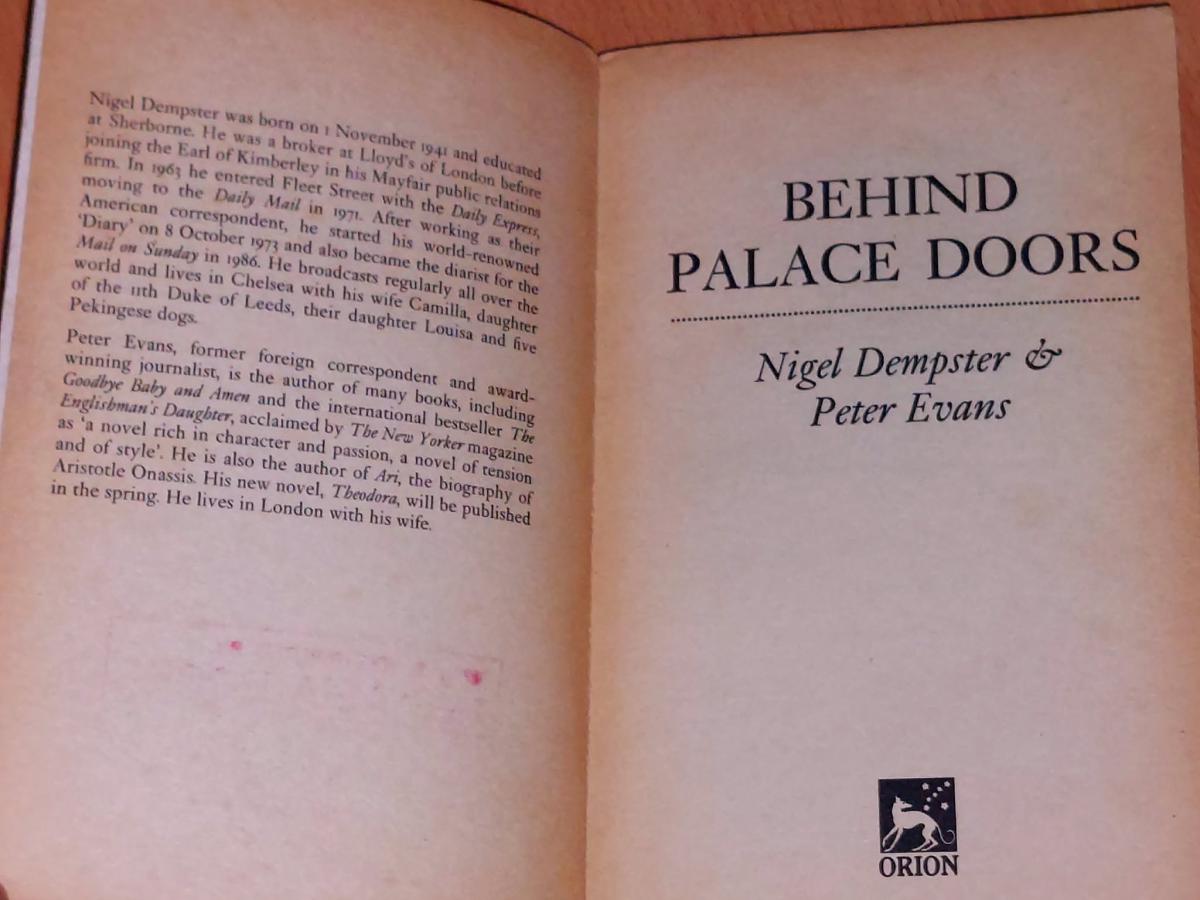 Nigel Dempster was born on 1 November 1941 and educated
at Sherborne. He was a broker at Lloyd's of London before
joining the Earl of Kimberley in his Mayfair public relations
firm. In 1963 he entered Fleet Street with the Daily Express,
moving to the Daily Mail in 1971. After working as their
American correspondent, he started his world-renowned
'Diary' on 8 October 1973 and also became the diarist for the
Mail on Sunday in 1986. He broadcasts regularly all over the
world and lives in Chelsea with his wife Camilla, daughter
of the 11th Duke of Leeds, their daughter Louisa and five
Pekingese dogs.
Peter Evans, former foreign correspondent and award-
winning journalist, is the author of many books, including
Goodbye Baby and Amen and the international bestseller The
Englishman's Daughter, acclaimed by The New Yorker magazine
as 'a novel rich in character and passion, a novel of tension
and of style'. He is also the author of Ari, the biography of
Aristotle Onassis. His new novel, Theodora, will be published
in the spring. He lives in London with his wife.
BEHIND
PALACE DOORS
Nigel Dempster &
Peter Evans
ORION